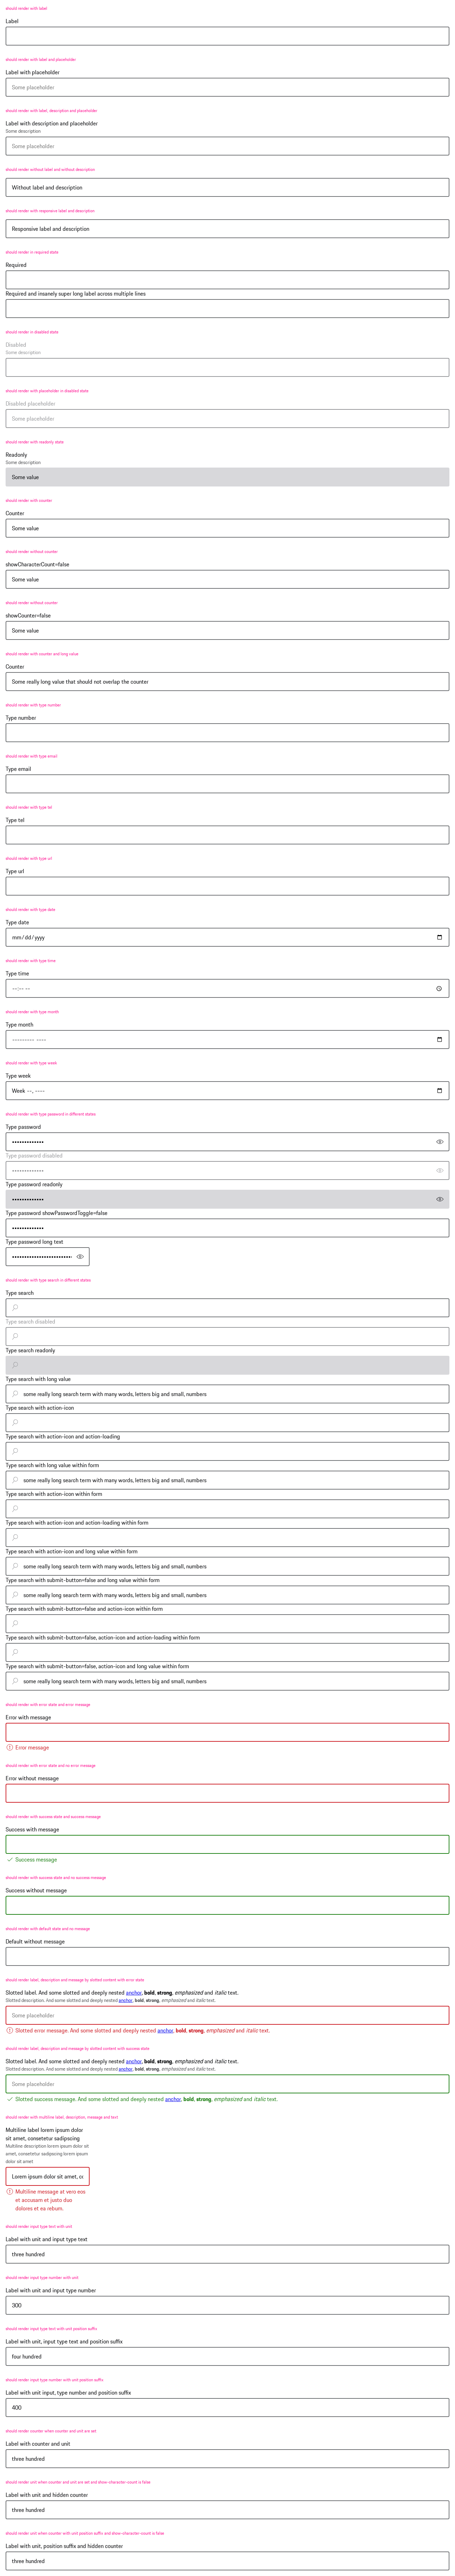 should render with label
Label
should render with label and placeholder
Label with placeholder
Some placeholder
should render with label, description and placeholder
Label with description and placeholder
Some description
Some placeholder
should render without label and without description
Without label and description
should render with responsive label and description
Responsive label and description
should render in required state
Required
Required and insanely super long label across multiple lines
should render in disabled state
Disabled
Some description
should render with placeholder in disabled state
Disabled placeholder
Some placeholder
should render with readonly state
Readonly
Some description
Some value
should render with counter
Counter
Some value
should render without counter
showCharacterCount=false
Some value
should render without counter
showCounter=false
Some value
should render with counter and long value
Counter
Some really long value that should not overlap the counter
should render with type number
Type number
should render with type email
Type email
should render with type tel
Type tel
should render with type url
Type url
should render with type date
Type date
mm/dd/yyyy
should render with type time
Type time
--:-- --
should render with type month
Type month
--------- ----
should render with type week
Type week
Week --, ----
should render with type password in different states
Type password
Type password disabled
Type password readonly
Type password showPasswordToggle=false
Type password long text
should render with type search in different states
Type search
Type search disabled
Type search readonly
Type search with long value
some really long search term with many words, letters big and small, numbers
Type search with action-icon
Type search with action-icon and action-loading
Type search with long value within form
some really long search term with many words, letters big and small, numbers
Type search with action-icon within form
Type search with action-icon and action-loading within form
Type search with action-icon and long value within form
some really long search term with many words, letters big and small, numbers
Type search with submit-button=false and long value within form
some really long search term with many words, letters big and small, numbers
Type search with submit-button=false and action-icon within form
Type search with submit-button=false, action-icon and action-loading within form
Type search with submit-button=false, action-icon and long value within form
some really long search term with many words, letters big and small, numbers
should render with error state and error message
Error with message
Error message
should render with error state and no error message
Error without message
should render with success state and success message
Success with message
Success message
should render with success state and no success message
Success without message
should render with default state and no message
Default without message
should render label, description and message by slotted content with error state
Slotted label. And some slotted and deeply nested anchor, bold, strong, emphasized and italic text.
Slotted description. And some slotted and deeply nested anchor, bold, strong, emphasized and italic text.
Some placeholder
Slotted error message. And some slotted and deeply nested anchor, bold, strong, emphasized and italic text.
should render label, description and message by slotted content with success state
Slotted label. And some slotted and deeply nested anchor, bold, strong, emphasized and italic text.
Slotted description. And some slotted and deeply nested anchor, bold, strong, emphasized and italic text.
Some placeholder
Slotted success message. And some slotted and deeply nested anchor, bold, strong, emphasized and italic text.
should render with multiline label, description, message and text
Multiline label lorem ipsum dolor
sit amet, consetetur sadipscing
Multiline description lorem ipsum dolor sit
amet, consetetur sadipscing lorem ipsum
dolor sit amet
Lorem ipsum dolor sit amet, co
Multiline message at vero eos
et accusam et justo duo
dolores et ea rebum.
should render input type text with unit
Label with unit and input type text
three hundred
should render input type number with unit
Label with unit and input type number
300
should render input type text with unit position suffix
Label with unit, input type text and position suffix
four hundred
should render input type number with unit position suffix
Label with unit input, type number and position suffix
400
should render counter when counter and unit are set
Label with counter and unit
three hundred
should render unit when counter and unit are set and show-character-count is false
Label with unit and hidden counter
three hundred
should render unit when counter with unit position suffix and show-character-count is false
Label with unit, position suffix and hidden counter
three hundred